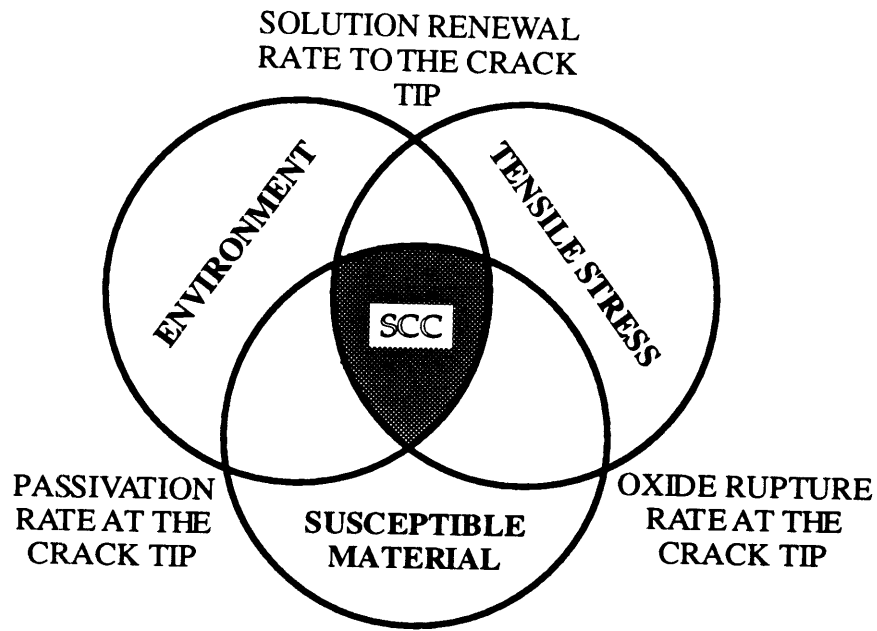 SOLUTION RENEWAL
RATE TO THE CRACK
TIP
ENVIRONMENT
TENSILE STRESS
SCC
PASSIVATION
RATE AT THE
CRACK TIP
SUSCEPTIBLE
MATERIAL
OXIDE RUPTURE
RATE AT THE
CRACK TIP